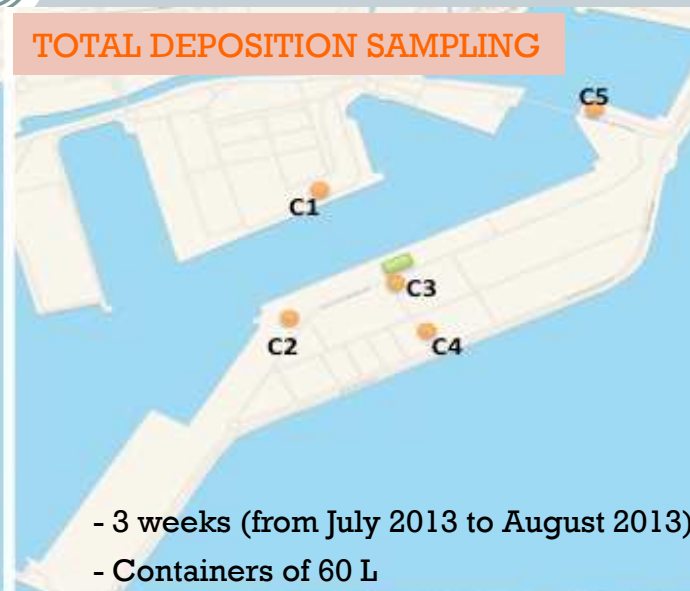 TOTAL DEPOSITION SAMPLING
C5
C1
C3
C2
C4
- 3 weeks (from July 2013 to August 2013)
- Containers of 60 L